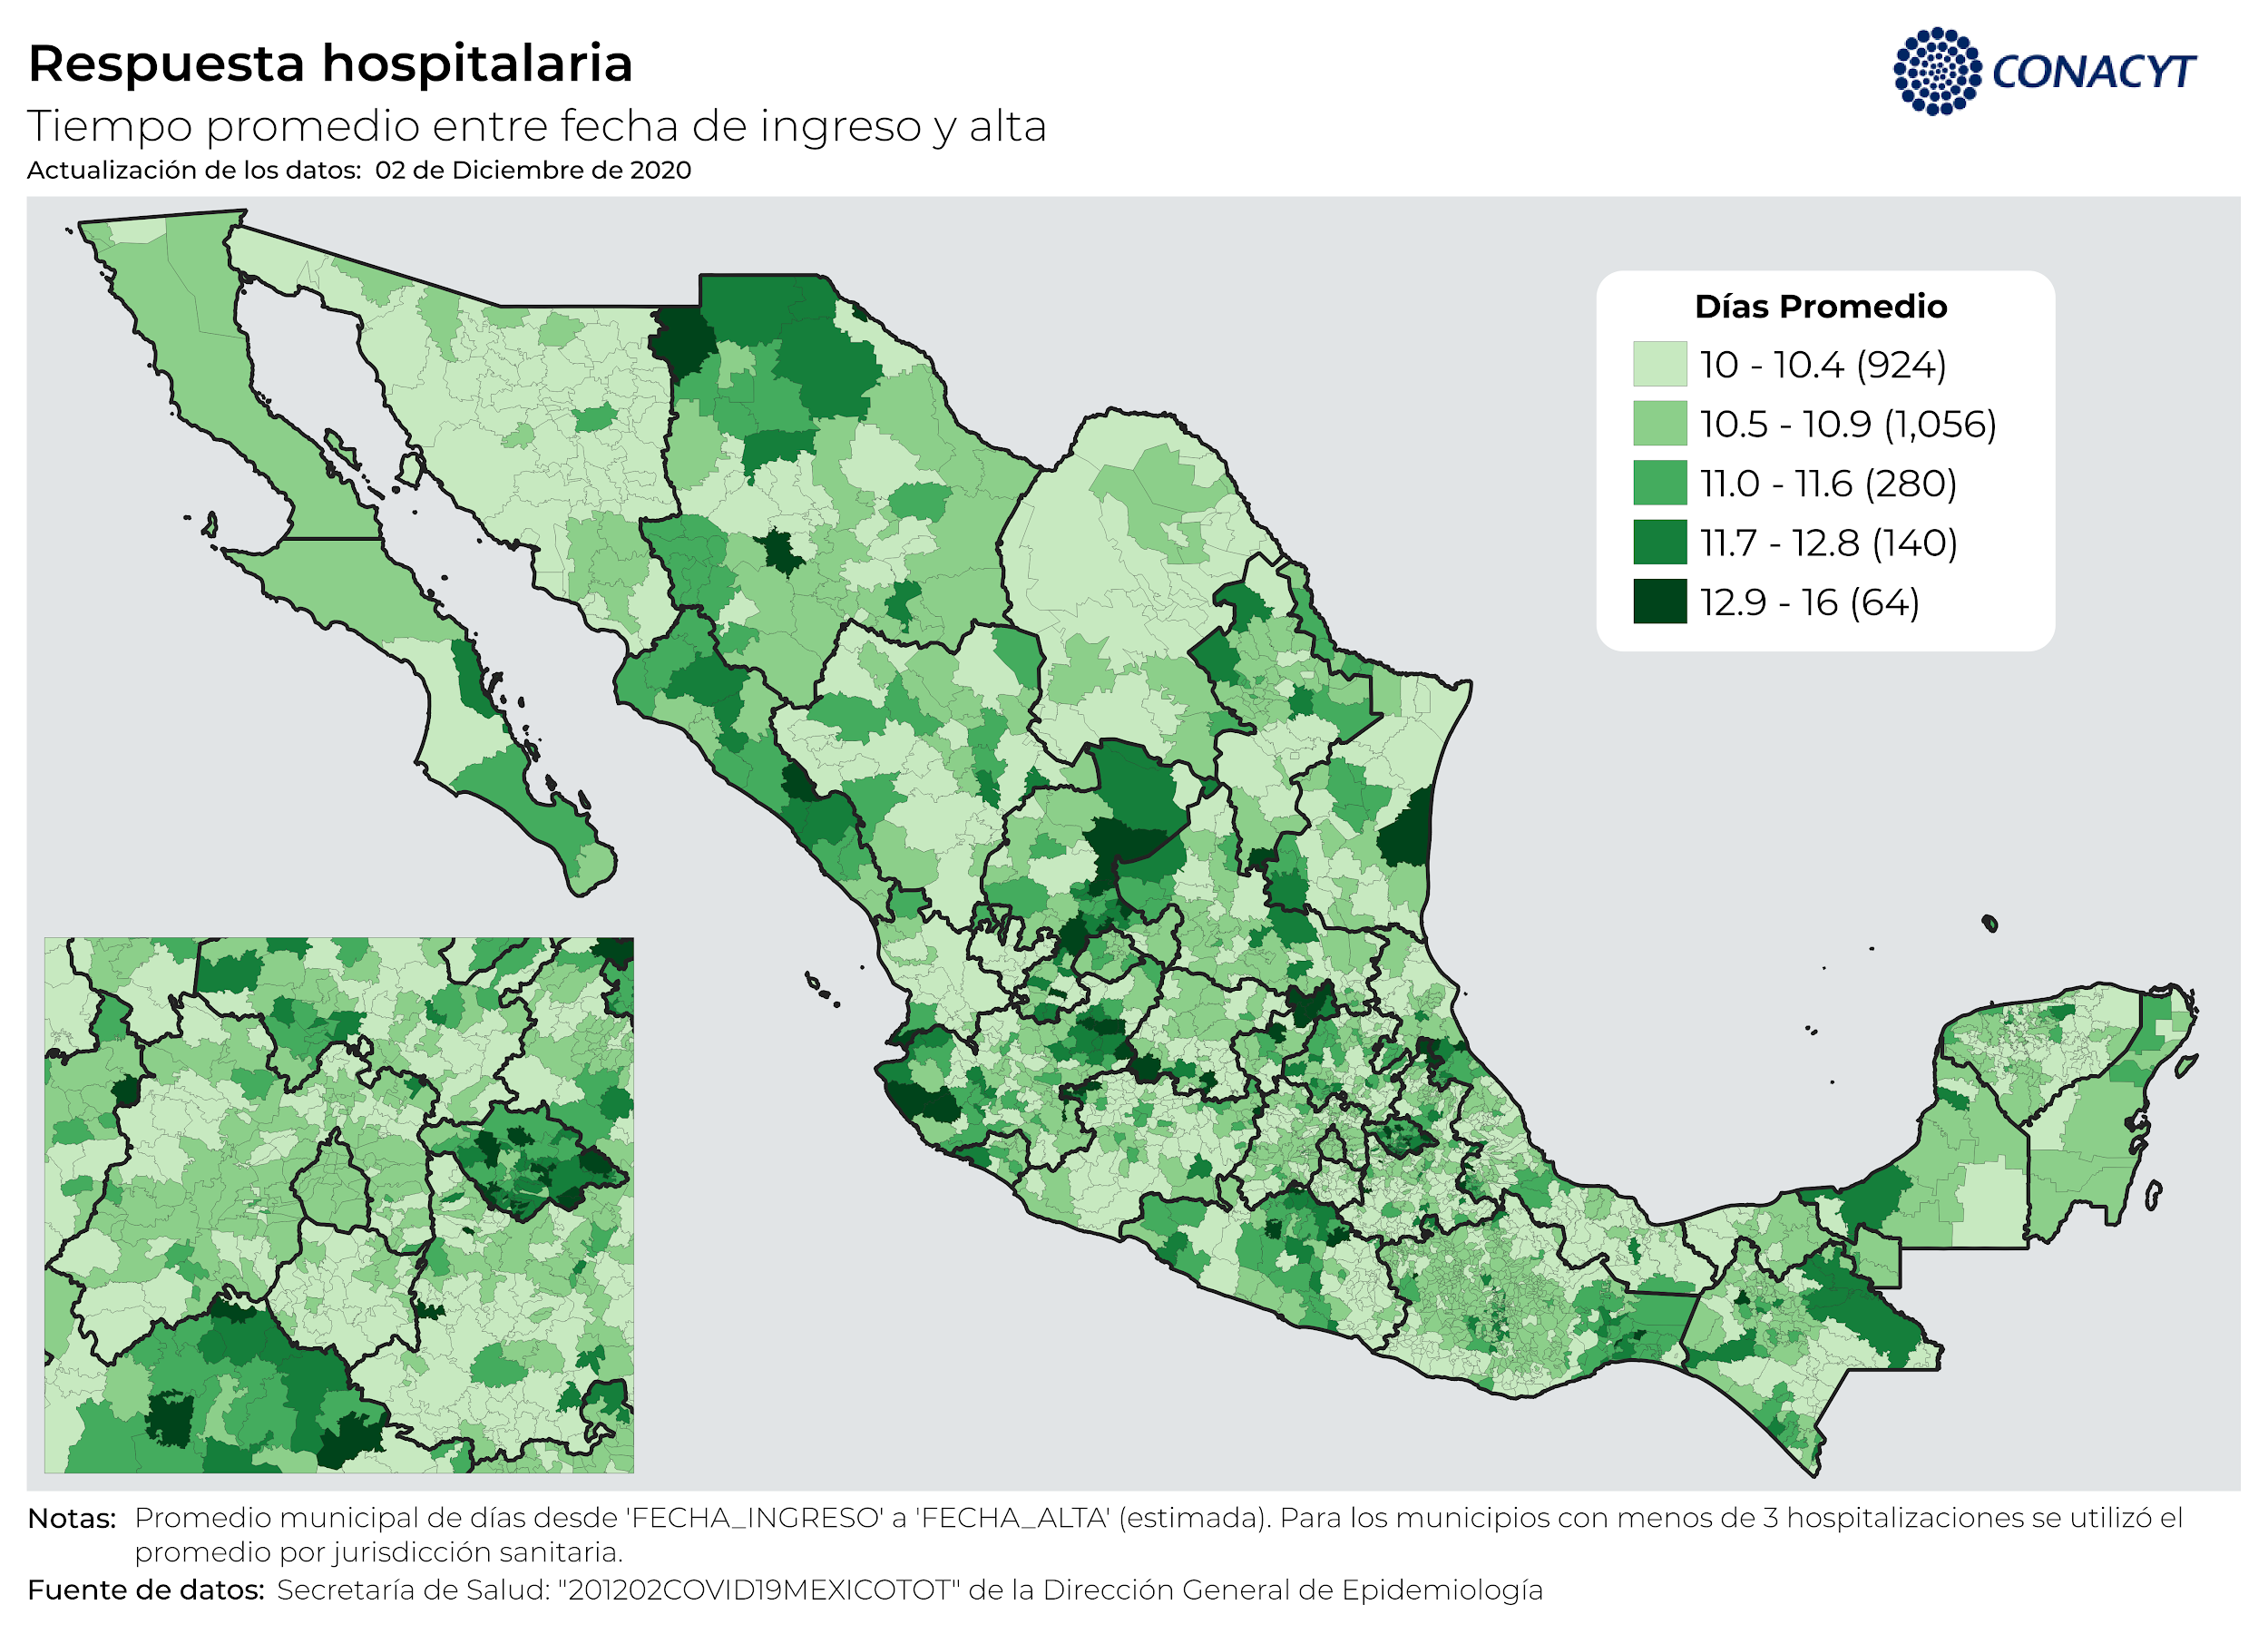 Respuesta hospitalaria
CONACYT
Tiempo promedio entre fecha de ingreso y alta
Actualización de los datos: 02 de Diciembre de 2020
Días Promedio
10 - 10.4 (924)
10.5 - 10.9 (1,056)
11.0 - 11.6 (280)
11.7 - 12.8 (140)
12.9 - 16 (64)
Notas: Promedio municipal de días desde 'FECHA_INGRESO' a 'FECHA_ALTA' (estimada). Para los municipios con menos de 3 hospitalizaciones se utilizó el
promedio por jurisdicción sanitaria.
Fuente de datos: Secretaría de Salud: "201202COVID19MEXICOTOT" de la Dirección General de Epidemiología